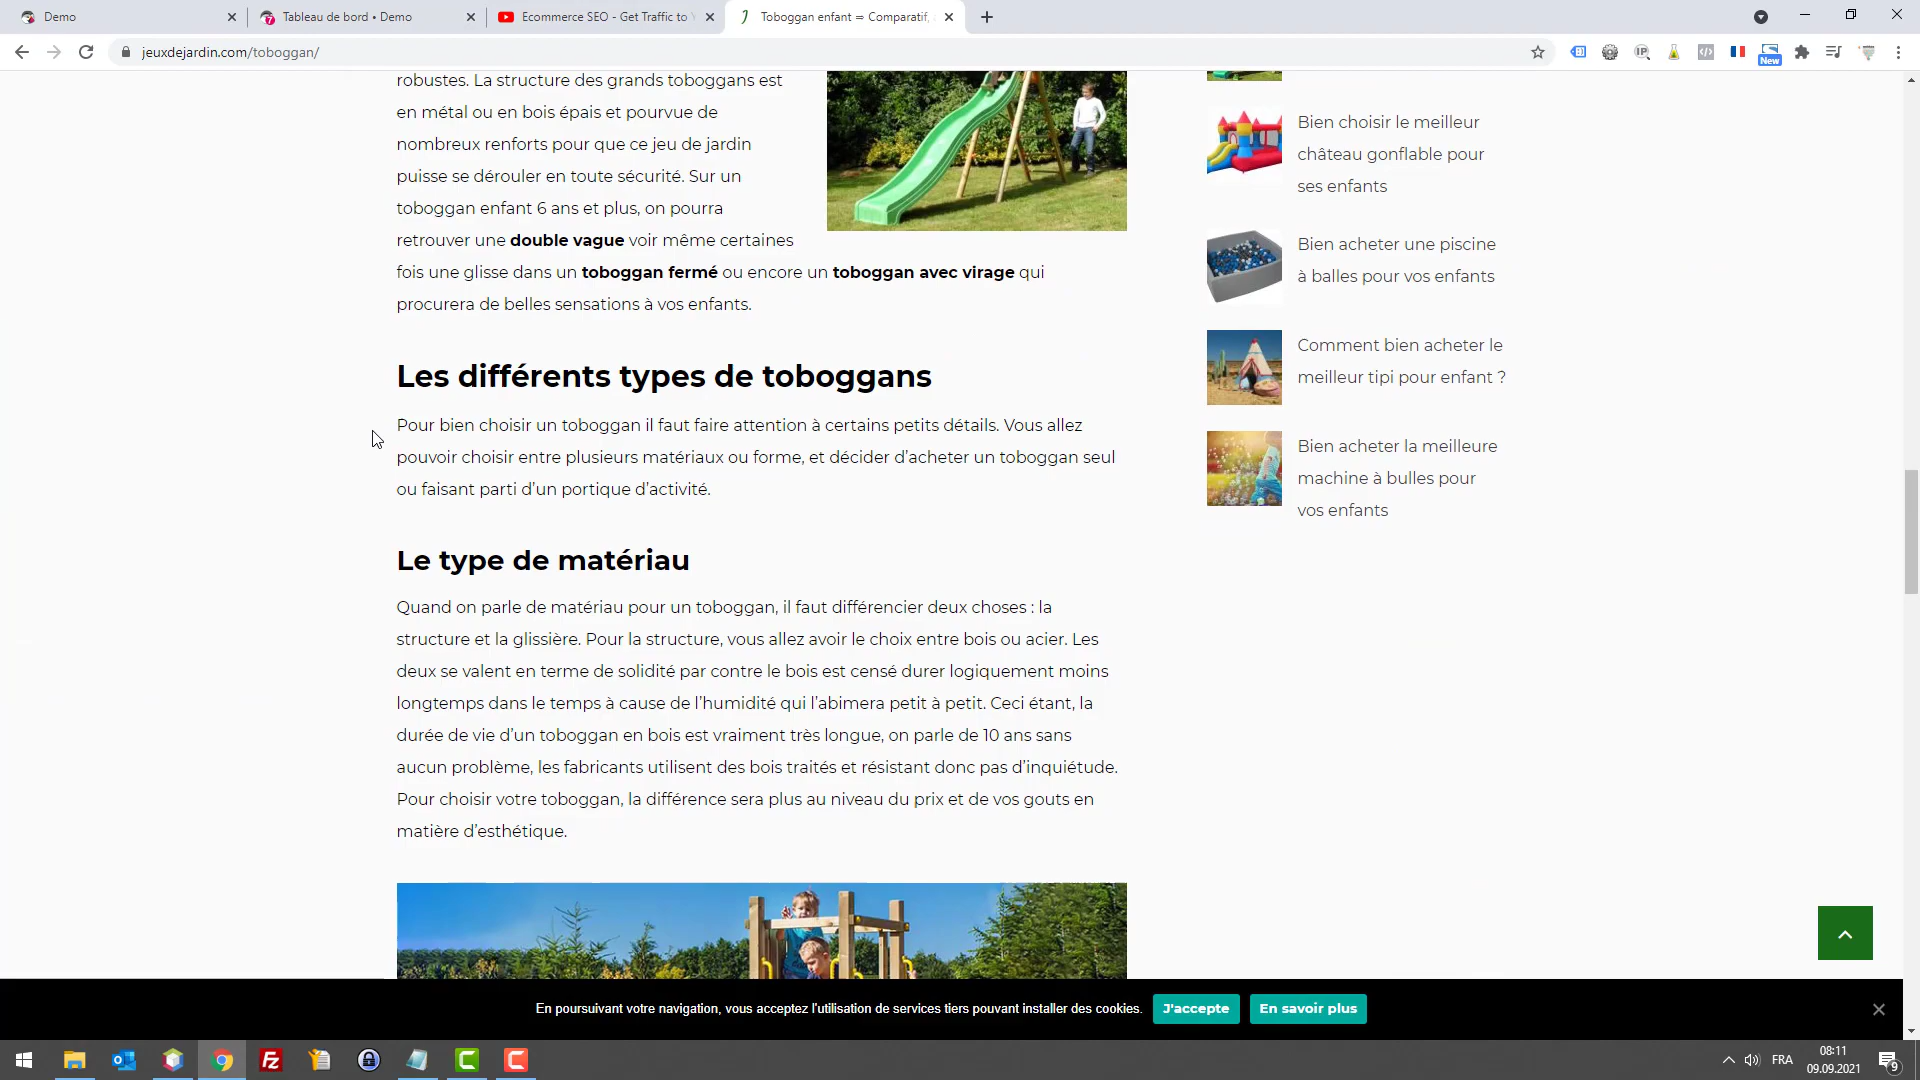 Demo
Tableau de bord • Demo
Ecommerce SEO - Get Traffic to Y
Toboggan enfant ⇒ Comparatif,
jeuxdejardin.com/toboggan/
New
robustes. La structure des grands toboggans est
en métal ou en bois épais et pourvue de
nombreux renforts pour que ce jeu de jardin
puisse se dérouler en toute sécurité. Sur un
toboggan enfant 6 ans et plus, on pourra
retrouver une double vague voir même certaines
fois une glisse dans un toboggan fermé ou encore un toboggan avec virage qui
procurera de belles sensations à vos enfants.
Les différents types de toboggans
Pour bien choisir un toboggan il faut faire attention à certains petits détails. Vous allez
pouvoir choisir entre plusieurs matériaux ou forme, et décider d’acheter un toboggan seul
ou faisant parti d’un portique d’activité.
Le type de matériau
Quand on parle de matériau pour un toboggan, il faut différencier deux choses : la
structure et la glissière. Pour la structure, vous allez avoir le choix entre bois ou acier. Les
deux se valent en terme de solidité par contre le bois est censé durer logiquement moins
longtemps dans le temps à cause de l’humidité qui l’abimera petit à petit. Ceci étant, la
durée de vie d’un toboggan en bois est vraiment très longue, on parle de 10 ans sans
aucun problème, les fabricants utilisent des bois traités et résistant donc pas d’inquiétude.
Pour choisir votre toboggan, la différence sera plus au niveau du prix et de vos gouts en
matière d’esthétique.
Bien choisir le meilleur
château gonflable pour
ses enfants
Bien acheter une piscine
à balles pour vos enfants
Comment bien acheter le
meilleur tipi pour enfant ?
Bien acheter la meilleure
machine à bulles pour
vos enfants
En poursuivant votre navigation, vous acceptez l'utilisation de services tiers pouvant installer des cookies.
J'accepte
En savoir plus
FRA
08:11
09.09.2021
9